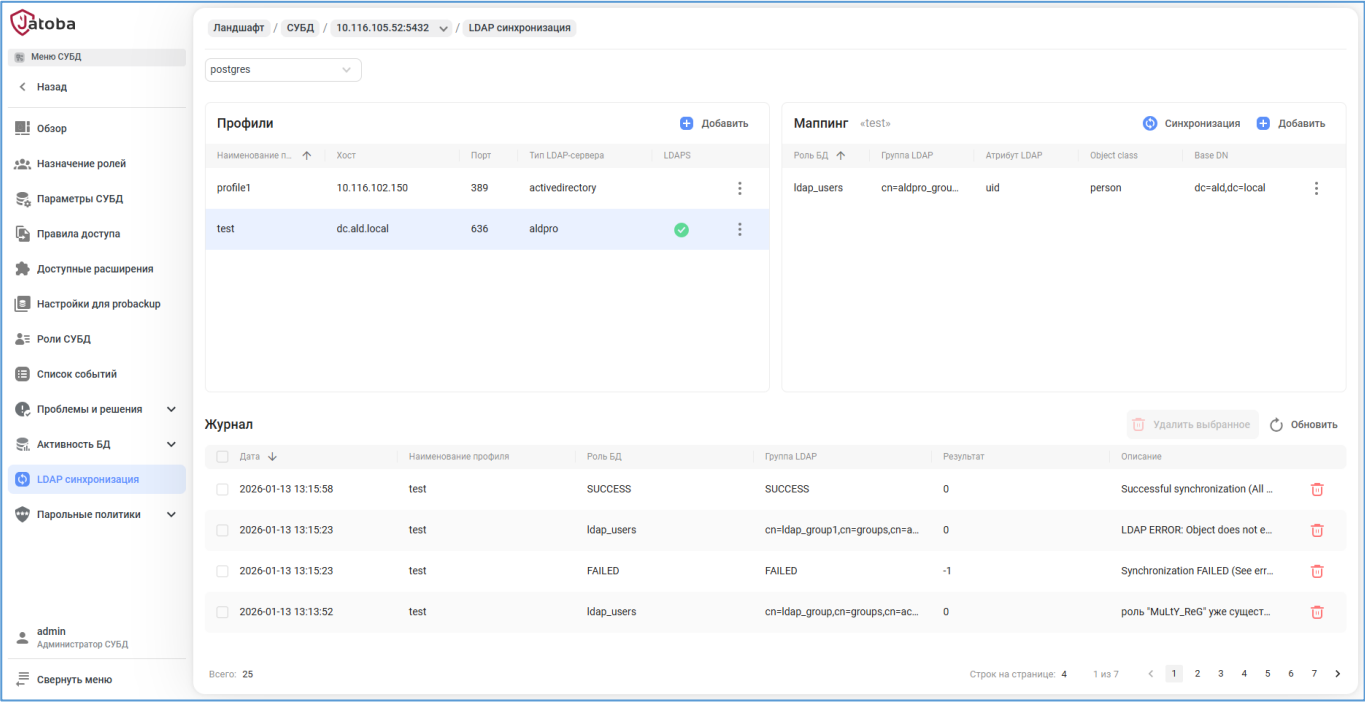 Jatoba
Меню СУБД
Назад
Обзор
Назначение ролей
Параметры СУБД
Правила доступа
Доступные расширения
Настройки для probackup
Роли СУБД
Список событий
Проблемы и решения
Активность БД
LDAP синхронизация
Парольные политики
admin
Администратор СУБД
Свернуть меню
Ландшафт / СУБД / 10.116.105.52:5432 / LDAP синхронизация
postgres
Профили Добавить
Наименование п... Хост Порт Тип LDAP-сервера LDAPS
profile1 10.116.102.150 389 activedirectory
test dc.ald.local 636 aldpro
Маппинг «test» Синхронизация Добавить
Роль БД Группа LDAP Атрибут LDAP Object class Base DN
ldap_users cn=aldpro_grou... uid person dc=ald,dc=local
Журнал Удалить выбранное Обновить
Дата Наименование профиля Роль БД Группа LDAP Результат Описание
2026-01-13 13:15:58 test SUCCESS SUCCESS 0 Successful synchronization (All ...
2026-01-13 13:15:23 test ldap_users cn=ldap_group1,cn=groups,cn=a... 0 LDAP ERROR: Object does not e...
2026-01-13 13:15:23 test FAILED FAILED -1 Synchronization FAILED (See err...
2026-01-13 13:13:52 test ldap_users cn=ldap_group,cn=groups,cn=ac... 0 роль "MuLtY_ReG" уже сущест...
Всего: 25 Строк на странице: 4 1 из 7 1 2 3 4 5 6 7